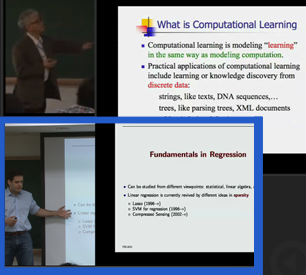 What is Computational Learning
Computational learning is modeling "learning"
in the same way as modeling computation.
Practical applications of computational learning
include learning or knowledge discovery from
discrete data:
strings, like texts, DNA sequences,...
trees, like parsing trees, XML documents
Fundamentals in Regression
Can be studied from different viewpoints: statistical, linear algebra,
Linear regression is currently revived by different ideas in sparsity
Lasso (1996-)
SVM for regression (1996-)
Compressed Sensing (2002-)